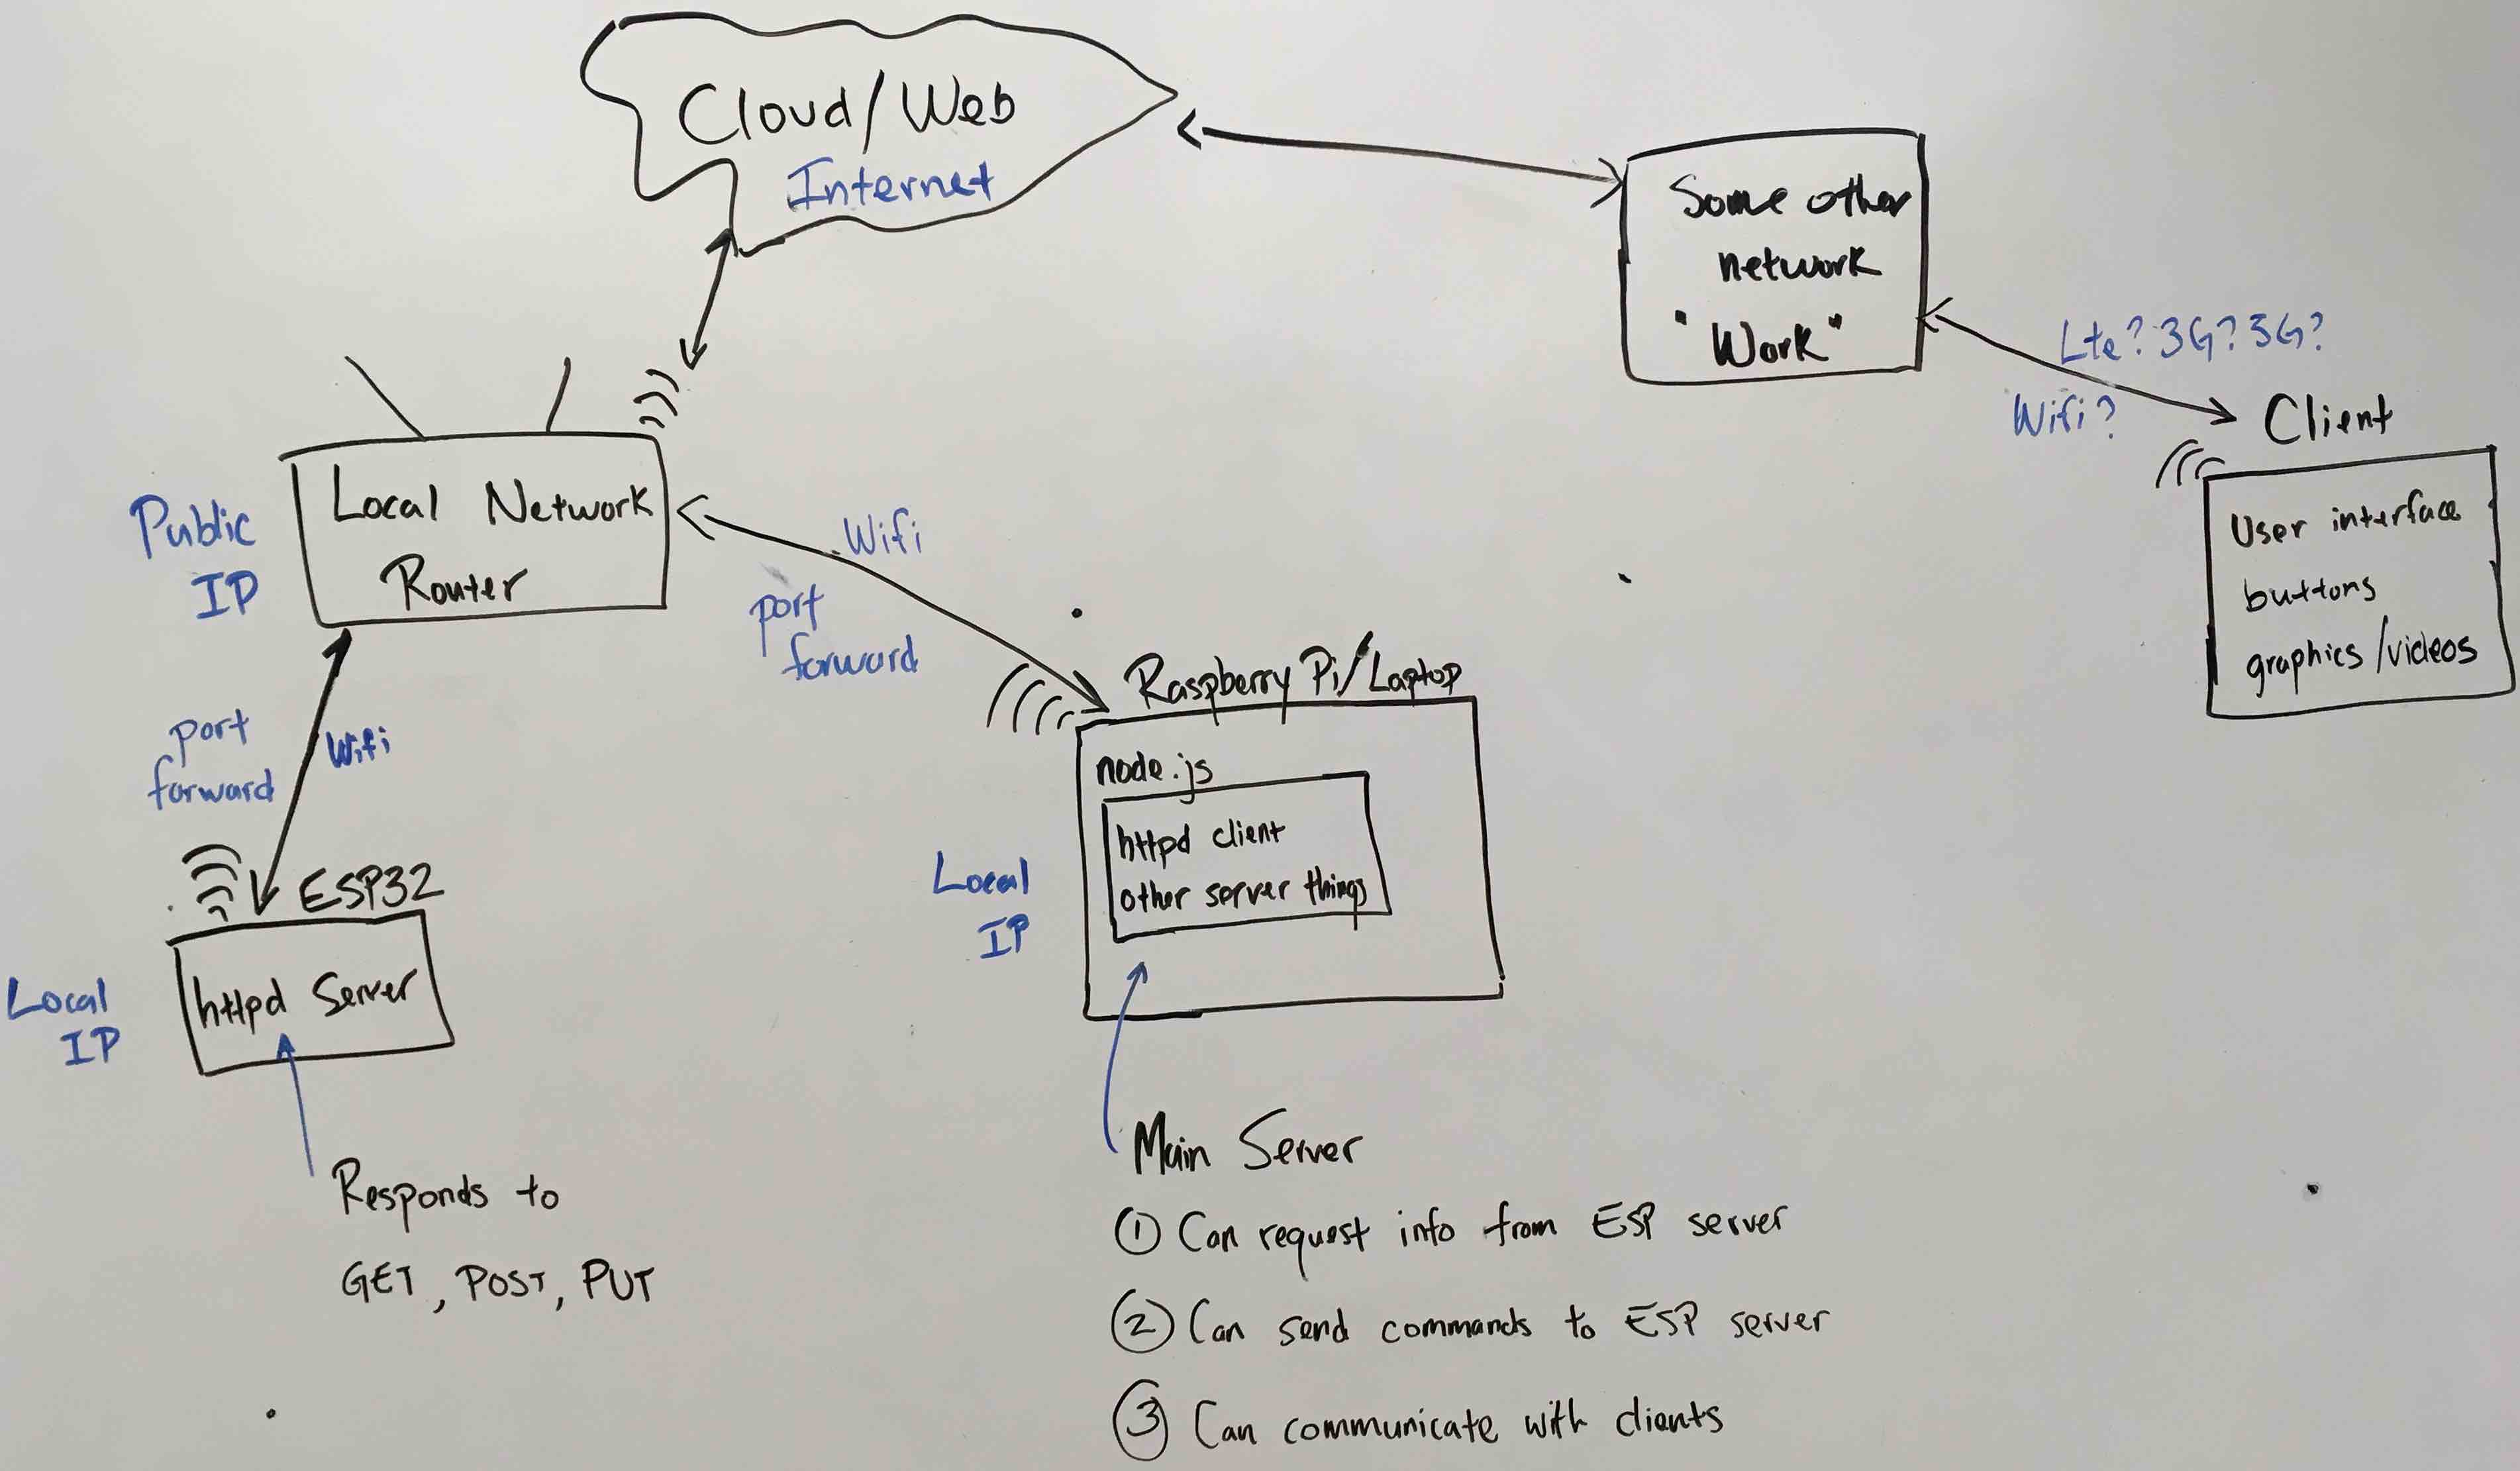 Cloud/Web
Internet
Some other
network
"Work"
Lte? 3G? 5G?
Wifi?
Client
User interface
buttons
graphics/videos
Public
IP
Local Network
Router
Wifi
port
forward
port
forward
Wifi
Raspberry Pi/Laptop
node.js
httpd client
other server things
Local
IP
ESP32
httpd Server
Local
IP
Responds to
GET, POST, PUT
Main Server
① Can request info from ESP server
② Can send commands to ESP server
③ Can communicate with clients